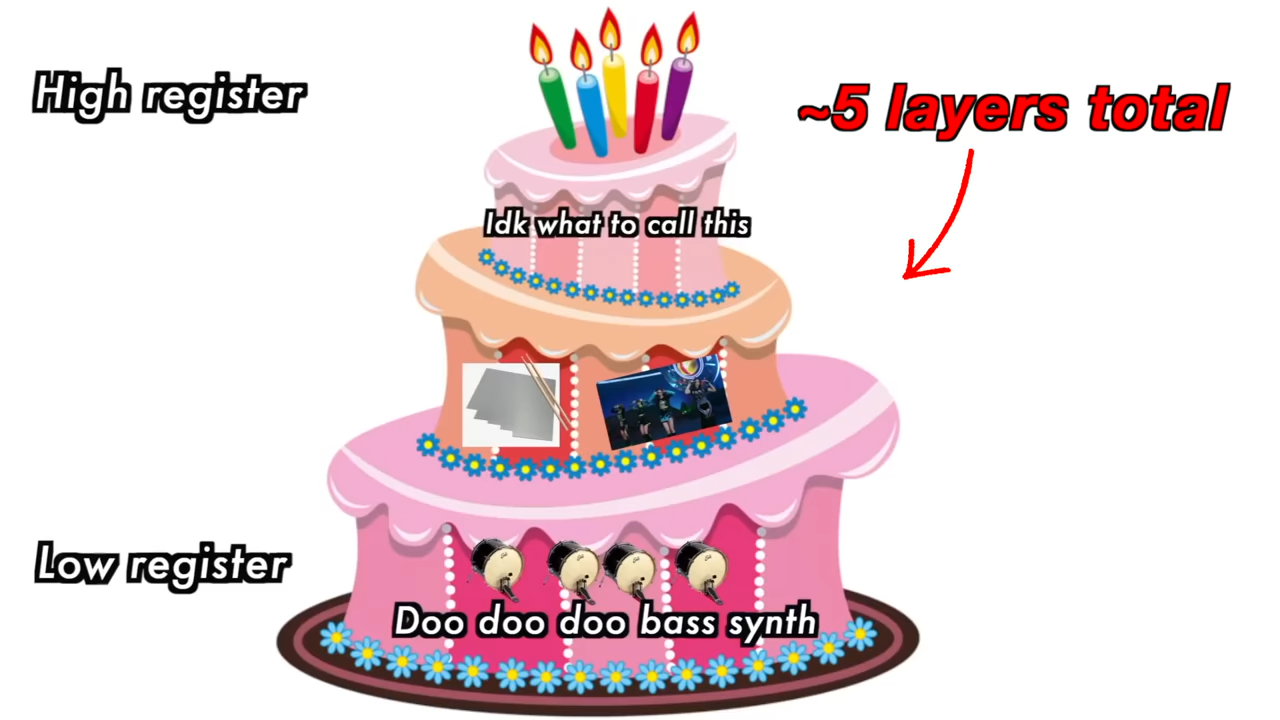 High register
~5 layers total
Idk what to call this
Low register
Doo doo doo bass synth